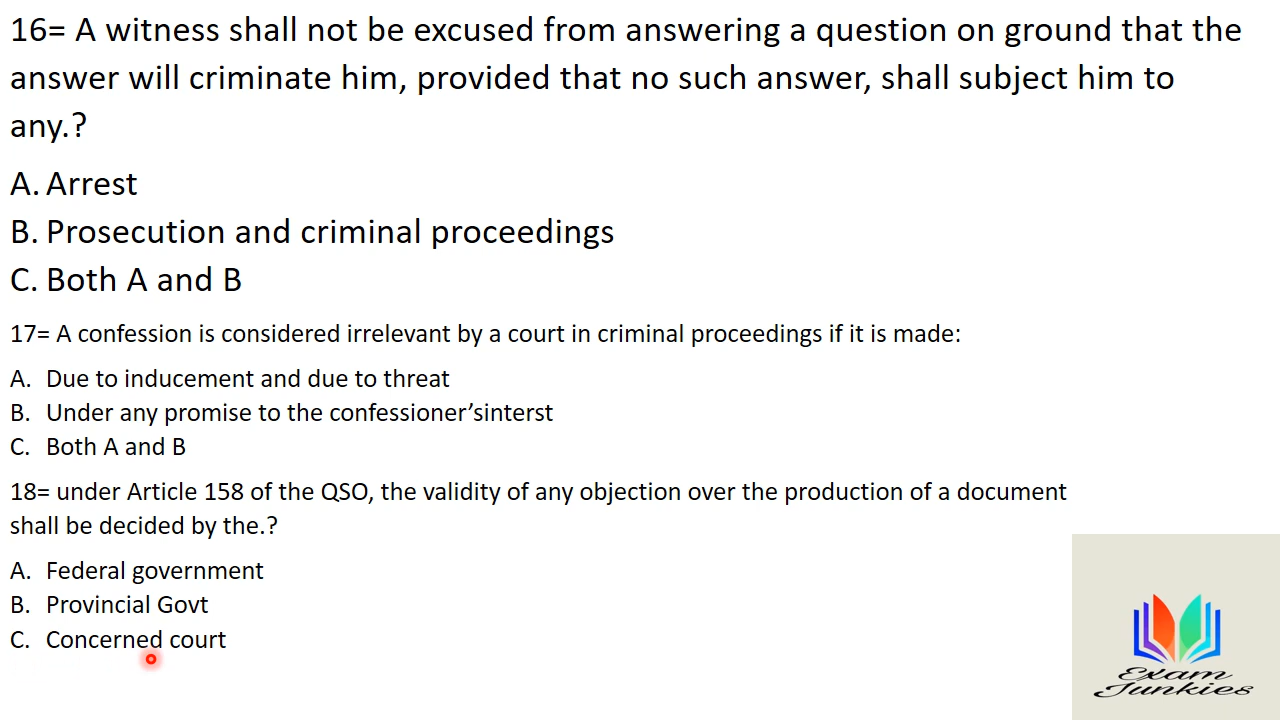 16= A witness shall not be excused from answering a question on ground that the
answer will criminate him, provided that no such answer, shall subject him to
any.?
A. Arrest
B. Prosecution and criminal proceedings
C. Both A and B
17= A confession is considered irrelevant by a court in criminal proceedings if it is made:
A. Due to inducement and due to threat
B. Under any promise to the confessioner’sinterst
C. Both A and B
18= under Article 158 of the QSO, the validity of any objection over the production of a document
shall be decided by the.?
A. Federal government
B. Provincial Govt
C. Concerned court
Exam
Junkies